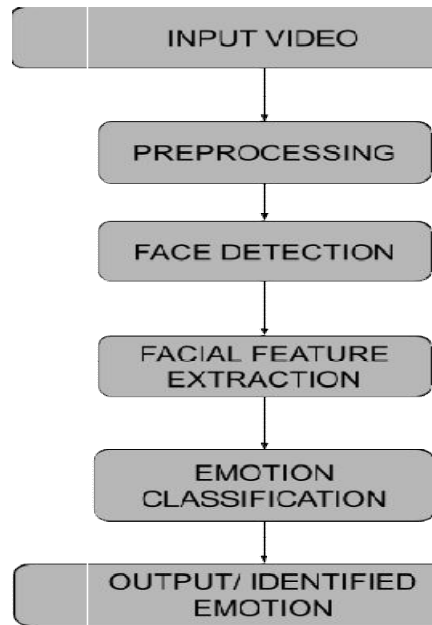 INPUT VIDEO
PREPROCESSING
FACE DETECTION
FACIAL FEATURE
EXTRACTION
EMOTION
CLASSIFICATION
OUTPUT/ IDENTIFIED
EMOTION